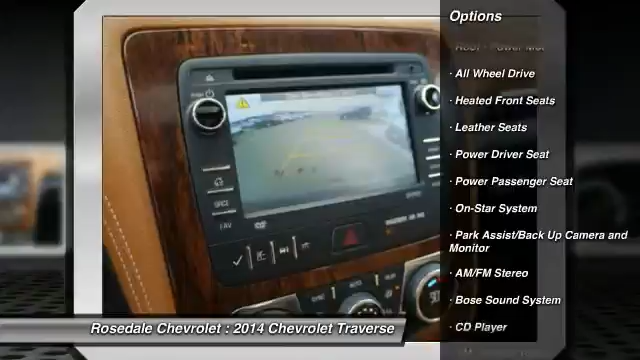 Options
· All Wheel Drive
· Heated Front Seats
· Leather Seats
· Power Driver Seat
· Power Passenger Seat
· On-Star System
· Park Assist/Back Up Camera and
Monitor
· AM/FM Stereo
· Bose Sound System
· CD Player
FAV
AUTO
Rosedale Chevrolet : 2014 Chevrolet Traverse